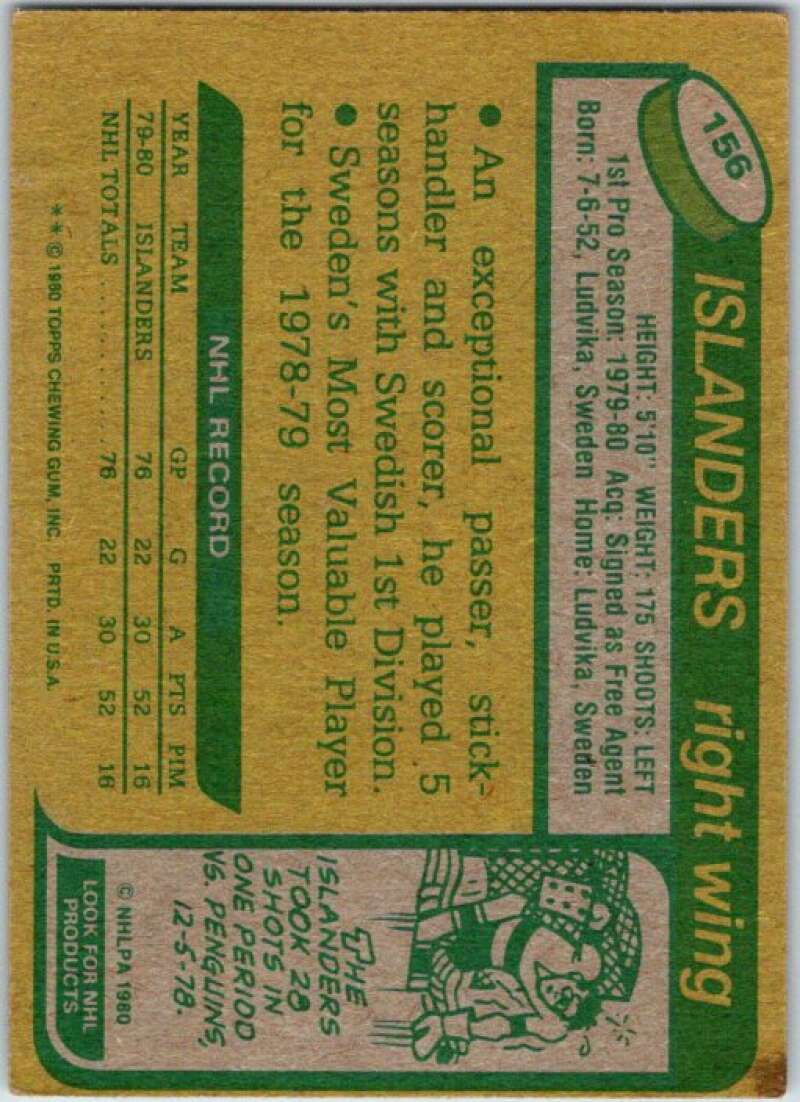 156
ISLANDERS right wing
HEIGHT: 5'10" WEIGHT: 175 SHOOTS: LEFT
1st Pro Season: 1979-80 Acq: Signed as Free Agent
Born: 7-6-52, Ludvika, Sweden Home: Ludvika, Sweden
● An exceptional passer, stick-
handler and scorer, he played 5
seasons with Swedish 1st Division.
● Sweden's Most Valuable Player
for the 1978-79 season.
NHL RECORD
YEAR TEAM GP G A PTS PIM
79-80 ISLANDERS 76 22 30 52 16
NHL TOTALS ............ 76 22 30 52 16
**© 1980 TOPPS CHEWING GUM, INC. PRTD. IN U.S.A.
THE
ISLANDERS
TOOK 28
SHOTS IN
ONE PERIOD
VS. PENGUINS,
12-5-78.
© NHLPA 1980
LOOK FOR NHL
PRODUCTS